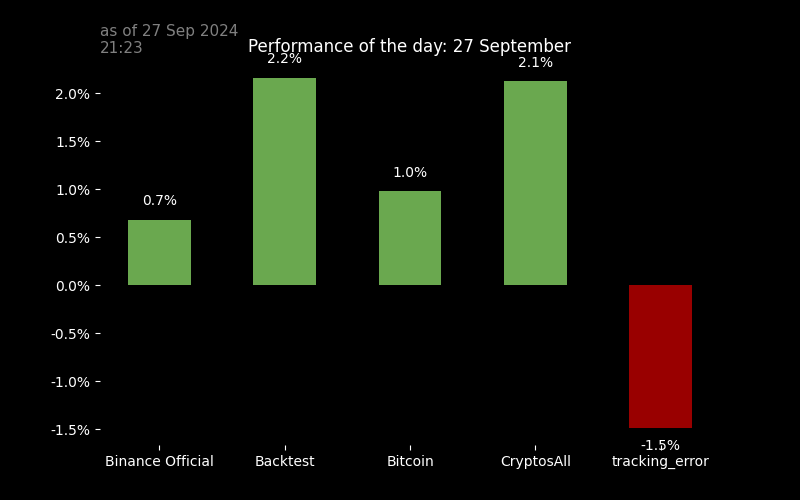 as of 27 Sep 2024
21:23
Performance of the day: 27 September
2.2%
2.1%
2.0%
1.5%
1.0%
1.0%
0.7%
0.5%
0.0%
-0.5%
-1.0%
-1.5%
-1.5%
Binance Official
Backtest
Bitcoin
CryptosAll
tracking_error